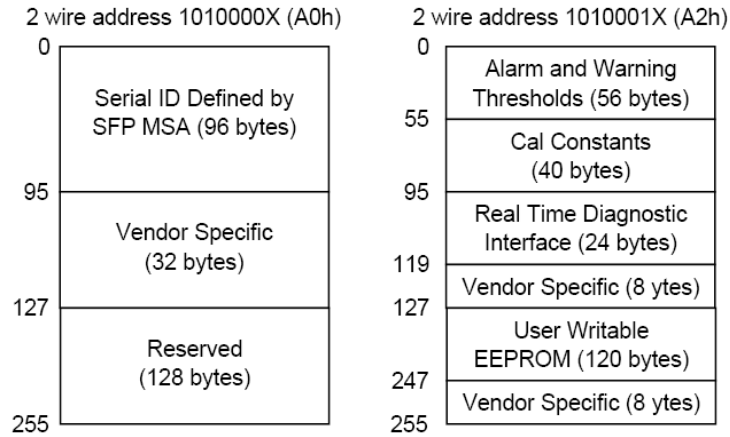 2 wire address 1010000X (A0h)
0
Serial ID Defined by
SFP MSA (96 bytes)
95
Vendor Specific
(32 bytes)
127
Reserved
(128 bytes)
255
2 wire address 1010001X (A2h)
0
Alarm and Warning
Thresholds (56 bytes)
55
Cal Constants
(40 bytes)
95
Real Time Diagnostic
Interface (24 bytes)
119
Vendor Specific (8 ytes)
127
User Writable
EEPROM (120 bytes)
247
Vendor Specific (8 ytes)
255